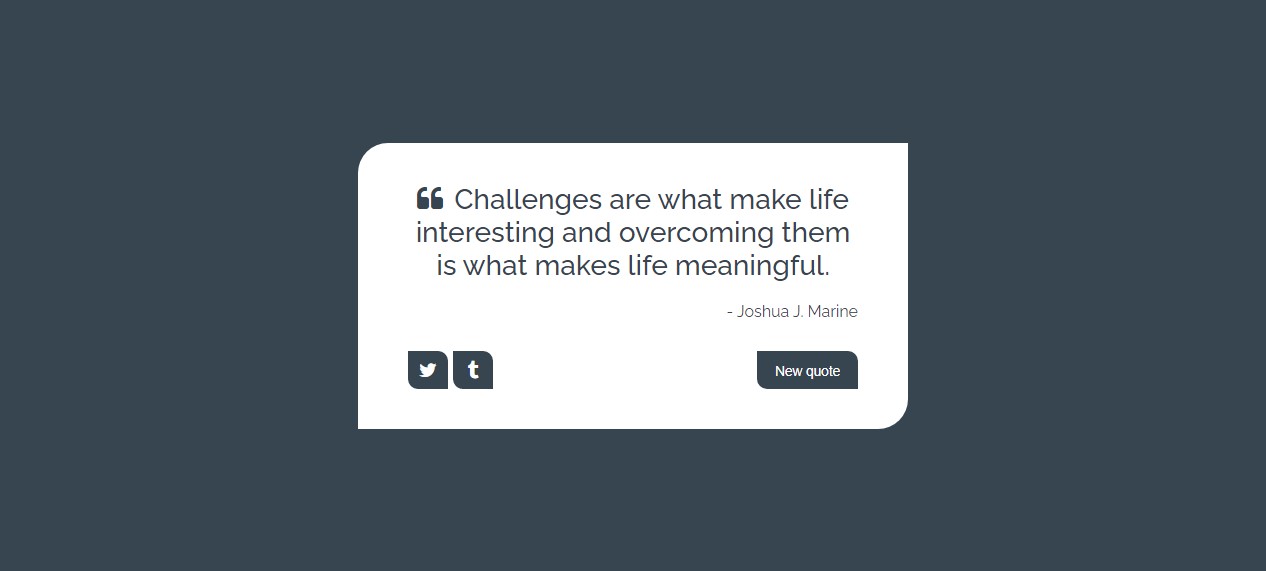 ❝ Challenges are what make life
interesting and overcoming them
is what makes life meaningful.
- Joshua J. Marine
New quote